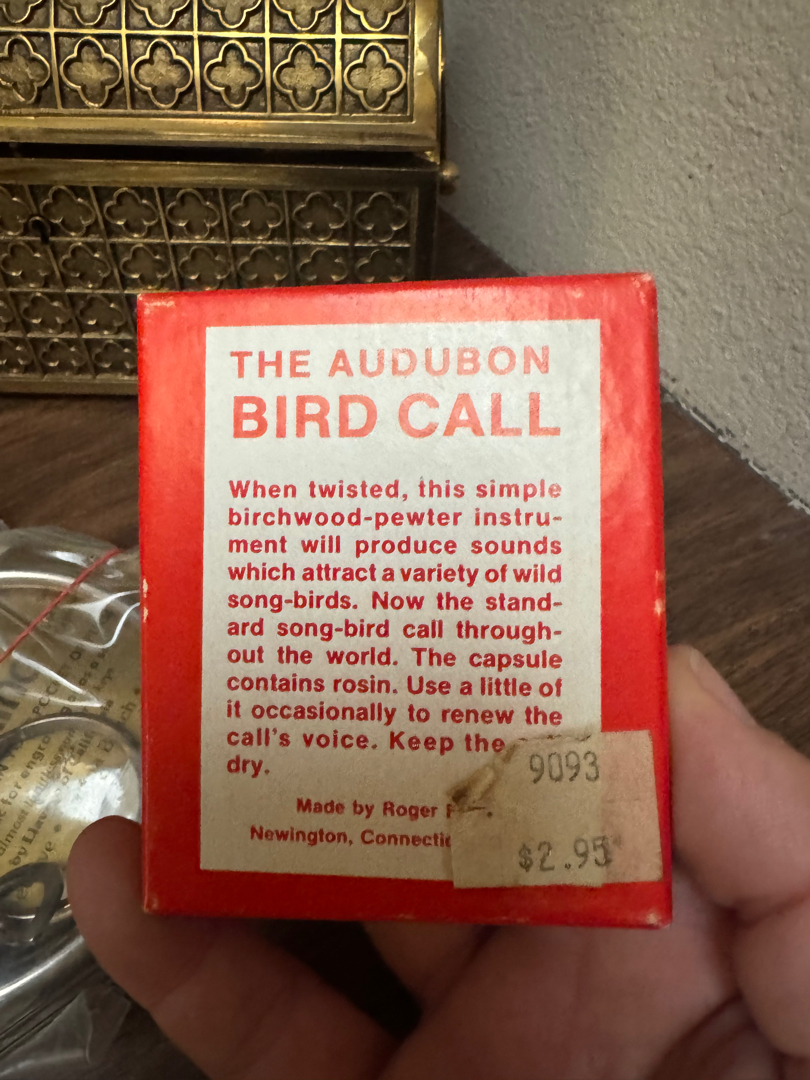 THE AUDUBON
BIRD CALL
When twisted, this simple
birchwood-pewter instru-
ment will produce sounds
which attract a variety of wild
song-birds. Now the stand-
ard song-bird call through-
out the world. The capsule
contains rosin. Use a little of
it occasionally to renew the
call's voice. Keep the
dry.
Made by Roger
Newington,
9093
$2.95